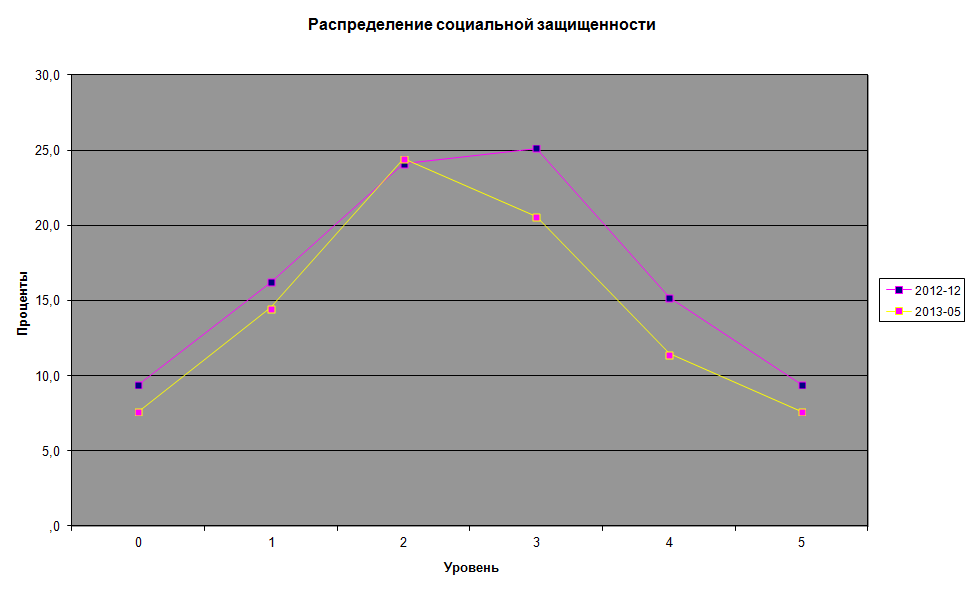 Распределение социальной защищенности
30,0
25,0
20,0
15,0
10,0
5,0
,0
Проценты
0 1 2 3 4 5
Уровень
2012-12
2013-05